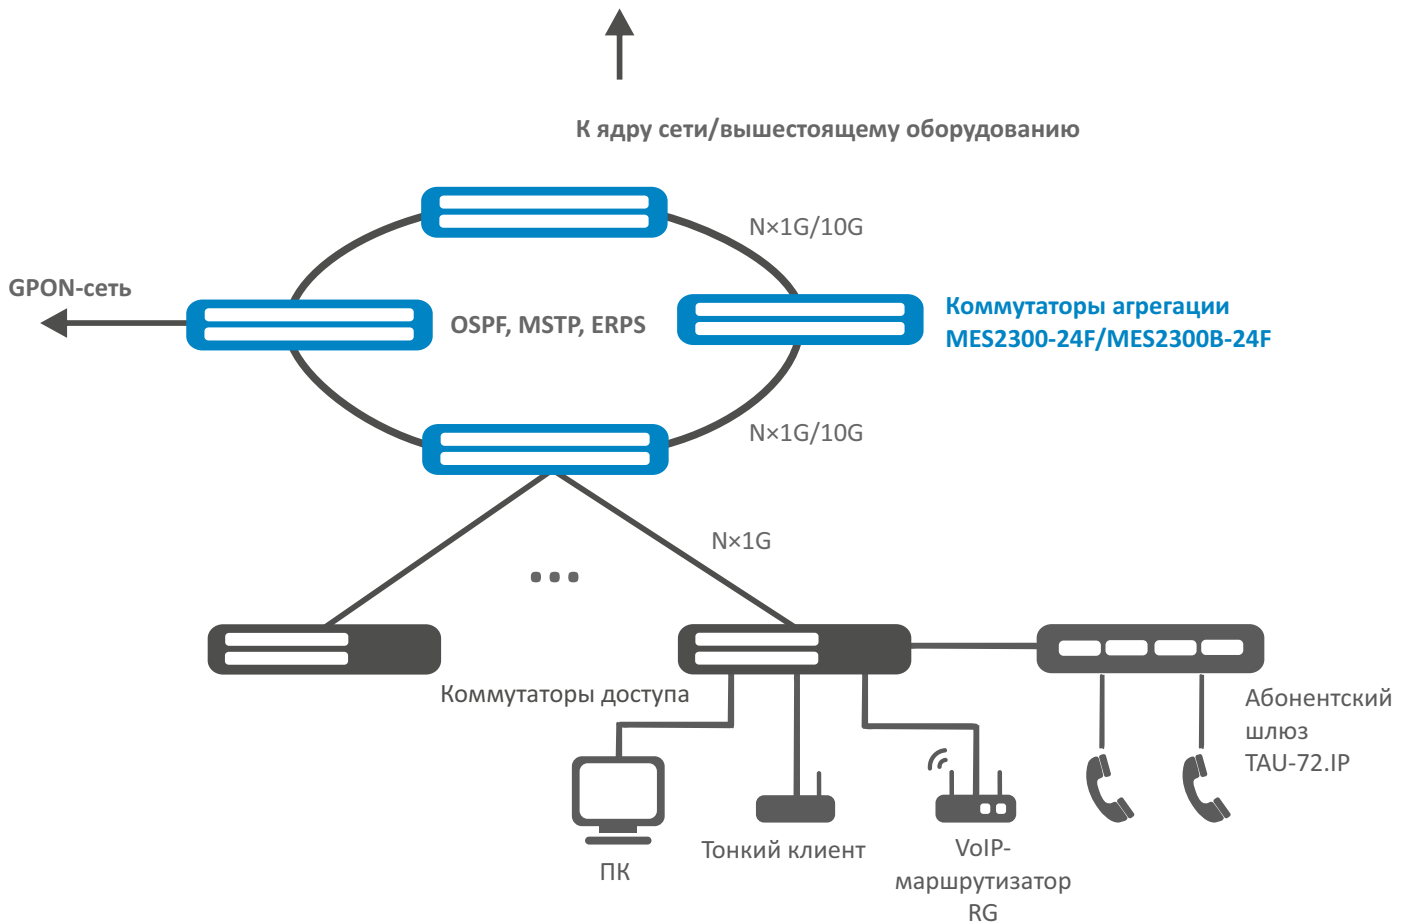 К ядру сети/вышестоящему оборудованию
N×1G/10G
GPON-сеть
OSPF, MSTP, ERPS
Коммутаторы агрегации
MES2300-24F/MES2300B-24F
N×1G/10G
N×1G
Коммутаторы доступа
Абонентский
шлюз
TAU-72.IP
ПК
Тонкий клиент
VoIP-
маршрутизатор
RG